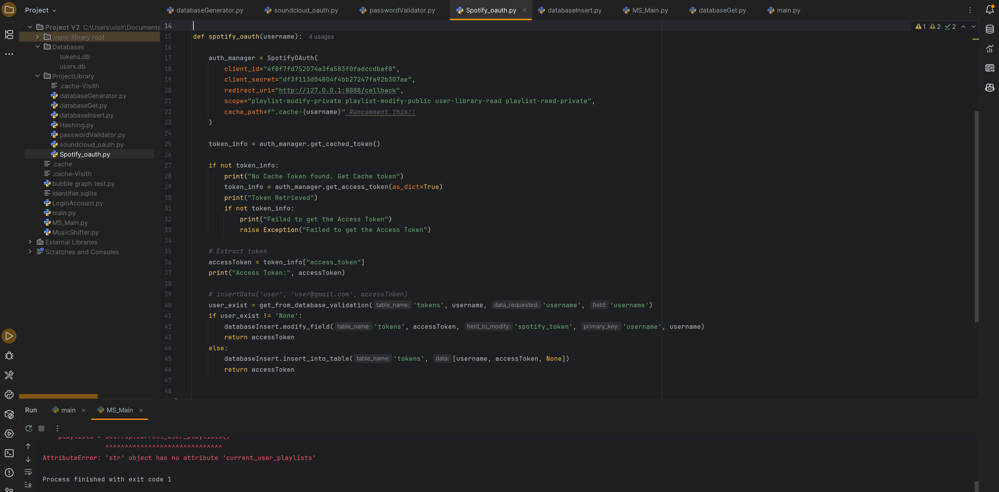 Project
databaseGenerator.py
soundcloud_oauth.py
passwordValidator.py
Spotify_oauth.py
databaseInsert.py
MS_Main.py
databaseGet.py
main.py
Project V2 C:\Users\visit\Documents
.venv library root
Databases
tokens.db
users.db
ProjectLibrary
.cache-Visith
databaseGenerator.py
databaseGet.py
databaseInsert.py
Hashing.py
passwordValidator.py
soundcloud_oauth.py
Spotify_oauth.py
.cache
.cache-Visith
bubble graph test.py
identifier.sqlite
LoginAccount.py
main.py
MS_Main.py
MusicShifter.py
External Libraries
Scratches and Consoles
1 2 2
14
15 def spotify_oauth(username): 4 usages
16
17 auth_manager = SpotifyOAuth(
18 client_id="4f8f7fd752074a3fa583f0fadccdbaf8",
19 client_secret="df3f113d04804f4bb27247fa92b307ae",
20 redirect_uri="http://127.0.0.1:8888/callback",
21 scope="playlist-modify-private playlist-modify-public user-library-read playlist-read-private",
22 cache_path=f".cache-{username}" #uncomment this!!
23 )
24
25 token_info = auth_manager.get_cached_token()
26
27 if not token_info:
28 print("No Cache Token found. Get Cache token")
29 token_info = auth_manager.get_access_token(as_dict=True)
30 print("Token Retrieved")
31 if not token_info:
32 print("Failed to get the Access Token")
33 raise Exception("Failed to get the Access Token")
34
35 # Extract token
36 accessToken = token_info["access_token"]
37 print("Access Token:", accessToken)
38
39 # insertData('user', 'user@gmail.com', accessToken)
40 user_exist = get_from_database_validation( table_name: 'tokens', username, data_requested: 'username', field: 'username')
41 if user_exist != 'None':
42 databaseInsert.modify_field( table_name: 'tokens', accessToken, field_to_modify: 'spotify_token', primary_key: 'username', username)
43 return accessToken
44 else:
45 databaseInsert.insert_into_table( table_name: 'tokens', data: [username, accessToken, None])
46 return accessToken
47
48
Run main MS_Main
playlists = self.sp.current_user_playlists()
^^^^^^^^^^^^^^^^^^^^^^^^^^^^^^
AttributeError: 'str' object has no attribute 'current_user_playlists'
Process finished with exit code 1